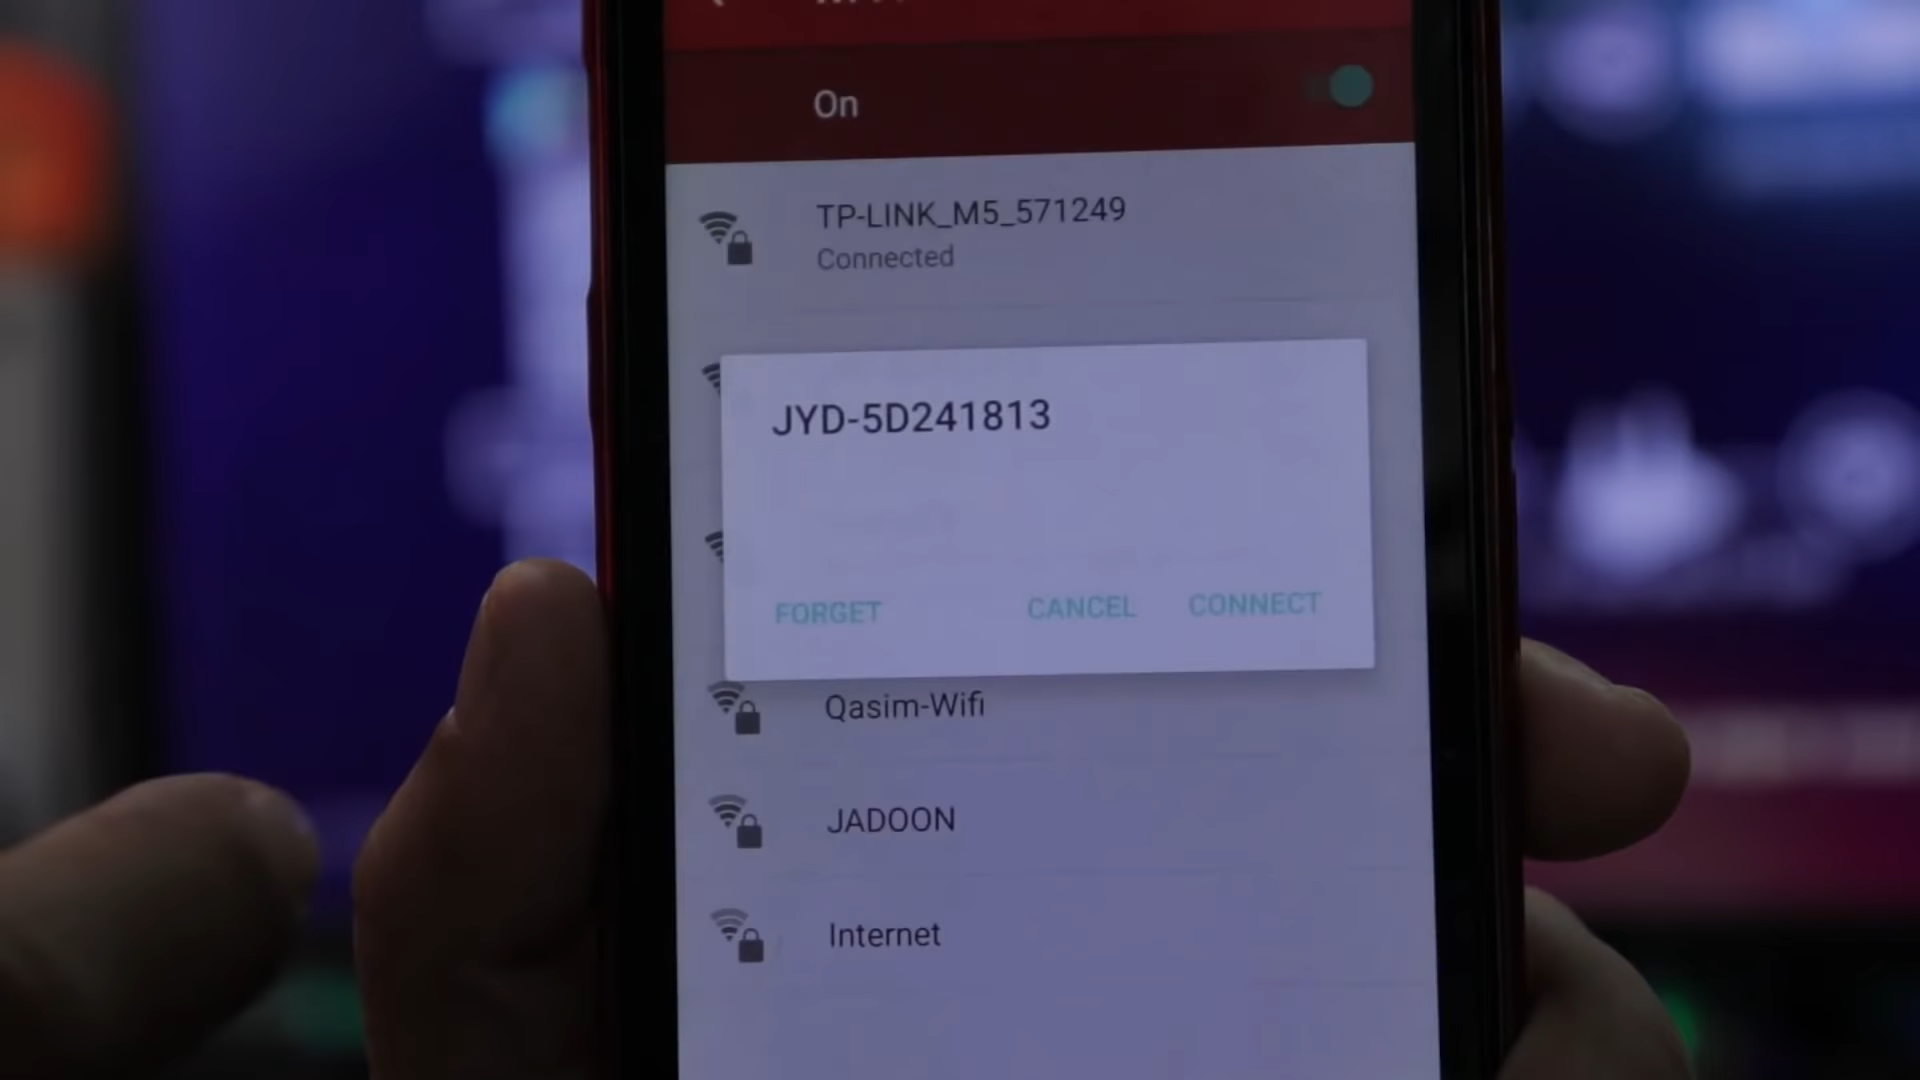 On
TP-LINK_M5_571249
Connected
JYD-5D241813
FORGET CANCEL CONNECT
Qasim-Wifi
JADOON
Internet